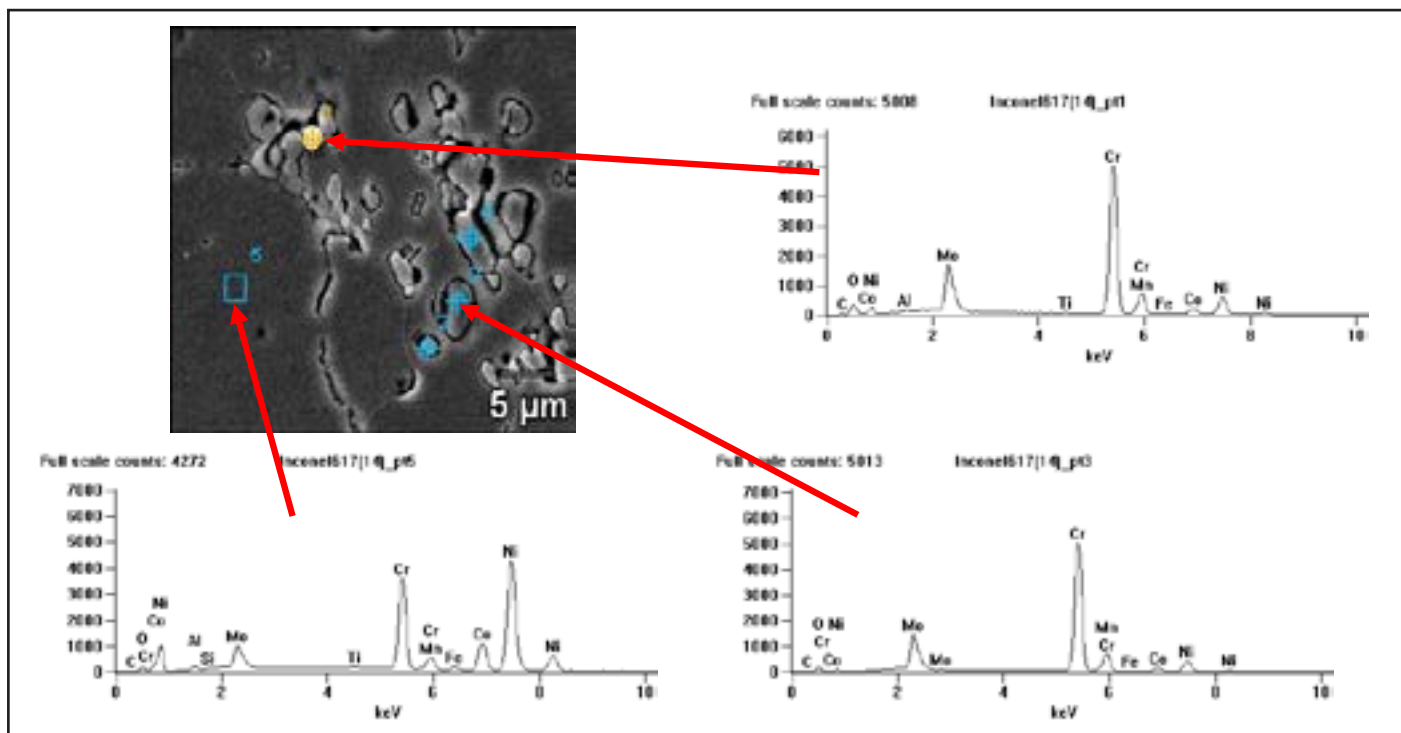 5 µm
6
Full scale counts: 5008
Inconel617(14)_pt1
6000
5000
4000
3000
2000
1000
0
C
O
Ni
Co
Al
Mo
Ti
Cr
Cr
Mn
Fe
Co
Ni
Ni
0 2 4 6 8 10
keV
Full scale counts: 4272
Inconel617(14)_pt5
7000
6000
5000
4000
3000
2000
1000
0
Ni
O Co
C Cr
Al
Si
Mo
Ti
Cr
Cr
Mn
Fe
Co
Ni
Ni
0 2 4 6 8 10
keV
Full scale counts: 5013
Inconel617(14)_pt3
7000
6000
5000
4000
3000
2000
1000
0
O Ni
Cr
C Co
Mo
Mo
Cr
Mn
Cr
Fe
Co
Ni
Ni
0 2 4 6 8 10
keV